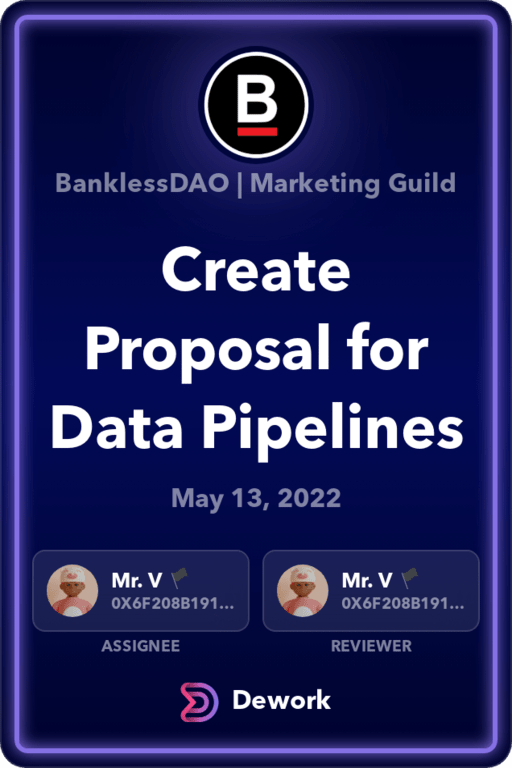 B
BanklessDAO | Marketing Guild
Create
Proposal for
Data Pipelines
May 13, 2022
Mr. V 🏴
0X6F208B191...
ASSIGNEE
Mr. V 🏴
0X6F208B191...
REVIEWER
Dework